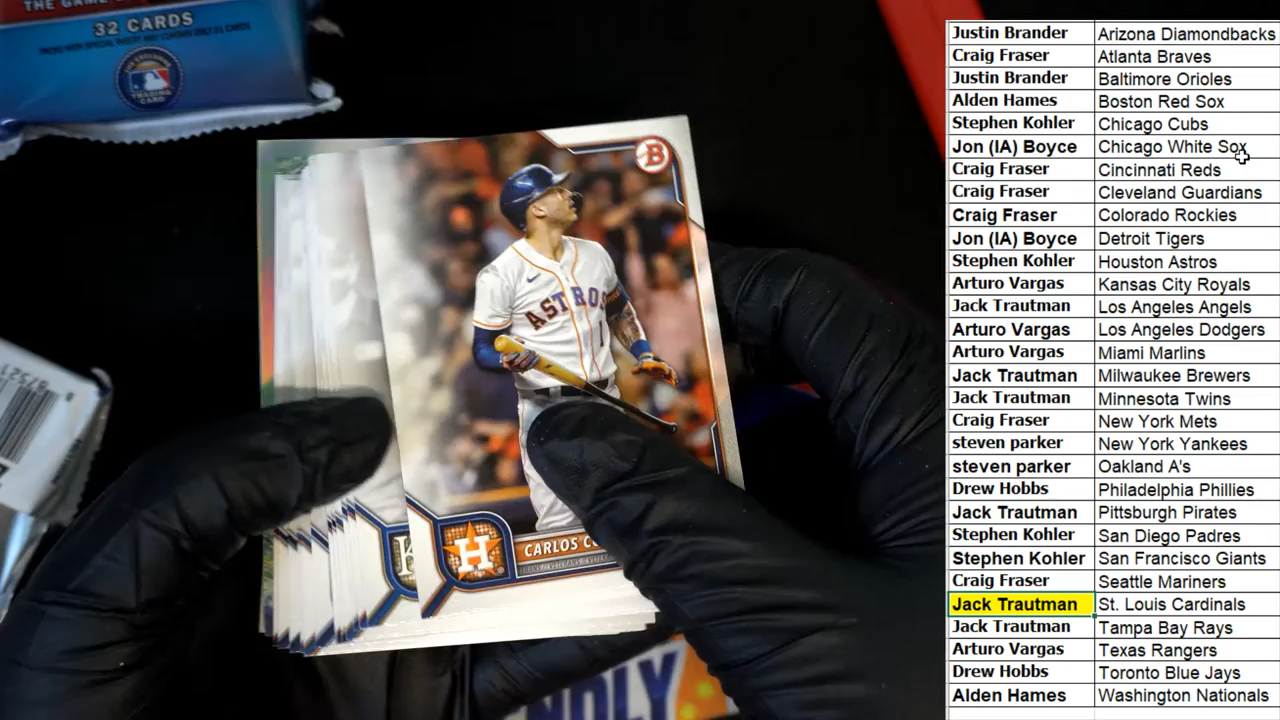 THE GAME
32 CARDS
B
ASTROS
1
H
CARLOS
Justin Brander Arizona Diamondbacks
Craig Fraser Atlanta Braves
Justin Brander Baltimore Orioles
Alden Hames Boston Red Sox
Stephen Kohler Chicago Cubs
Jon (IA) Boyce Chicago White Sox
Craig Fraser Cincinnati Reds
Craig Fraser Cleveland Guardians
Craig Fraser Colorado Rockies
Jon (IA) Boyce Detroit Tigers
Stephen Kohler Houston Astros
Arturo Vargas Kansas City Royals
Jack Trautman Los Angeles Angels
Arturo Vargas Los Angeles Dodgers
Arturo Vargas Miami Marlins
Jack Trautman Milwaukee Brewers
Jack Trautman Minnesota Twins
Craig Fraser New York Mets
steven parker New York Yankees
steven parker Oakland A's
Drew Hobbs Philadelphia Phillies
Jack Trautman Pittsburgh Pirates
Stephen Kohler San Diego Padres
Stephen Kohler San Francisco Giants
Craig Fraser Seattle Mariners
Jack Trautman St. Louis Cardinals
Jack Trautman Tampa Bay Rays
Arturo Vargas Texas Rangers
Drew Hobbs Toronto Blue Jays
Alden Hames Washington Nationals